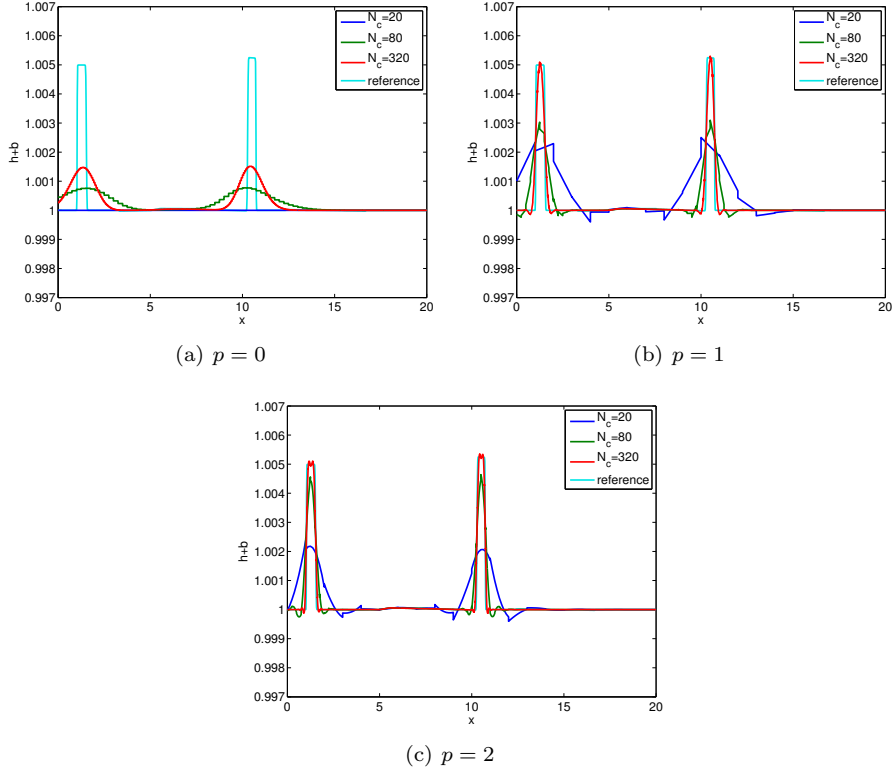 1.007
1.006
1.005
1.004
1.003
1.002
1.001
1
0.999
0.998
0.997
h+b
0 5 10 15 20
x
N_c=20
N_c=80
N_c=320
reference
(a) p = 0
1.007
1.006
1.005
1.004
1.003
1.002
1.001
1
0.999
0.998
0.997
h+b
0 5 10 15 20
x
N_c=20
N_c=80
N_c=320
reference
(b) p = 1
1.007
1.006
1.005
1.004
1.003
1.002
1.001
1
0.999
0.998
0.997
h+b
0 5 10 15 20
x
N_c=20
N_c=80
N_c=320
reference
(c) p = 2